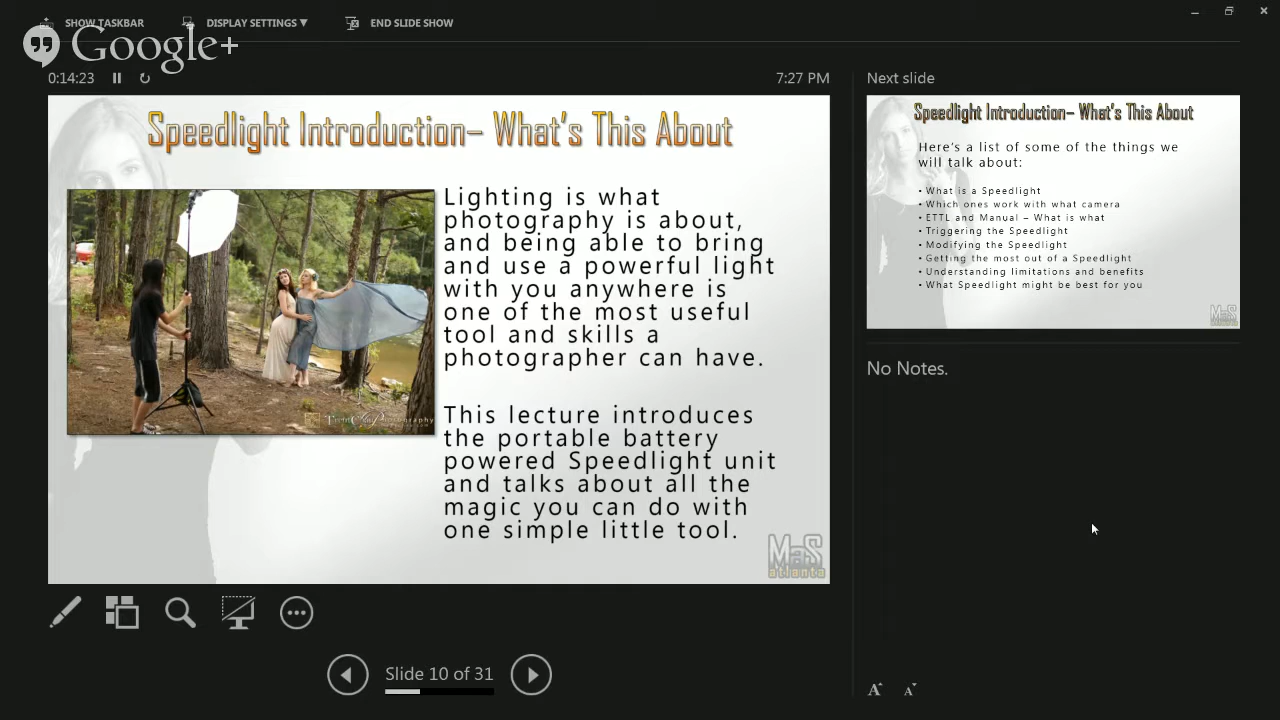 SHOW TASKBAR
DISPLAY SETTINGS ▼
END SLIDE SHOW
Google+
0:14:23
7:27 PM
Speedlight Introduction– What's This About
Lighting is what
photography is about,
and being able to bring
and use a powerful light
with you anywhere is
one of the most useful
tool and skills a
photographer can have.
This lecture introduces
the portable battery
powered Speedlight unit
and talks about all the
magic you can do with
one simple little tool.
MaS
atlanta
Slide 10 of 31
Next slide
Speedlight Introduction– What's This About
Here's a list of some of the things we
will talk about:
• What is a Speedlight
• Which ones work with what camera
• ETTL and Manual – What is what
• Triggering the Speedlight
• Modifying the Speedlight
• Getting the most out of a Speedlight
• Understanding limitations and benefits
• What Speedlight might be best for you
MaS
atlanta
No Notes.
A A